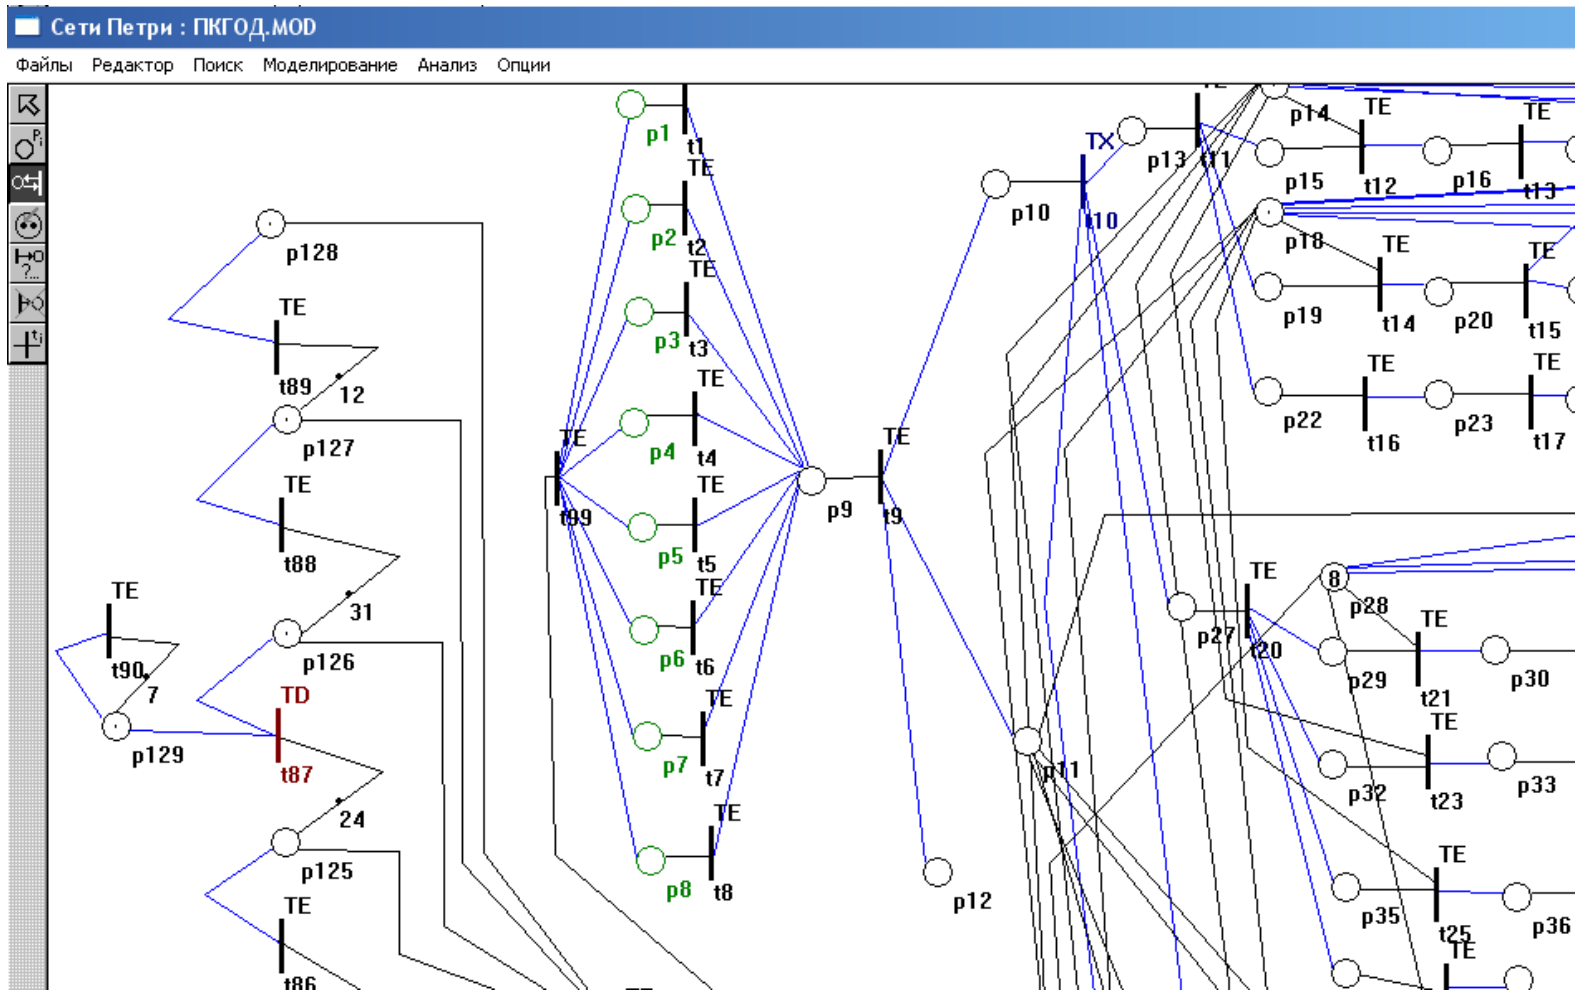 Сети Петри : ПКГОД.MOD
Файлы Редактор Поиск Моделирование Анализ Опции
p1
t1
TE
p2
t2
TE
p3
t3
TE
p4
t4
TE
p5
t5
TE
p6
t6
TE
p7
t7
TE
p8
t8
TE
t99
p9
TE
t9
p10
TX
p11
p12
p13
t11
p14
TE
p15
t12
p16
TE
t13
p18
TE
p19
t14
p20
TE
t15
TE
p22
t16
p23
TE
t17
p27
TE
t20
8
p28
TE
p29
t21
p30
TE
p32
t23
p33
TE
p35
t25
p36
TE
p128
TE
t89
12
p127
TE
t88
31
p126
TE
t90
7
p129
TD
t87
24
p125
TE
t86